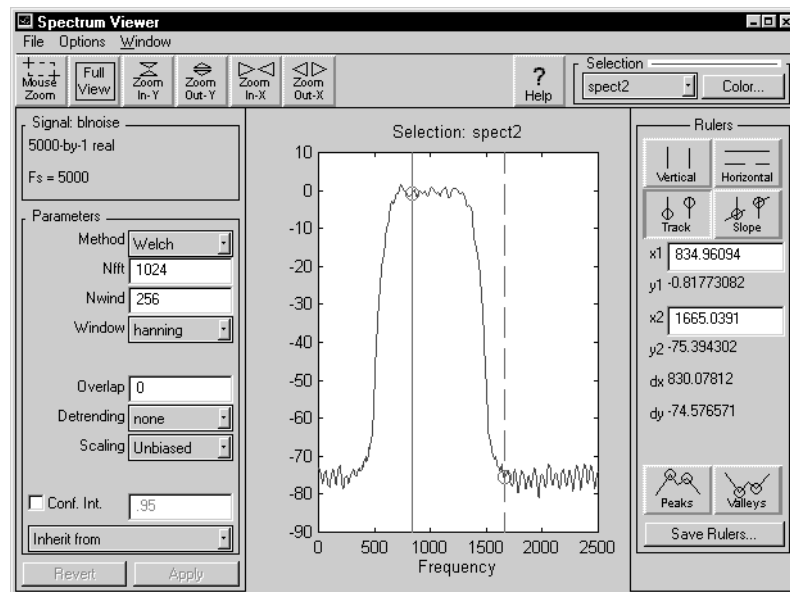 Spectrum Viewer
File Options Window
Mouse Zoom
Full View
Zoom In-Y
Zoom Out-Y
Zoom In-X
Zoom Out-X
? Help
Selection
spect2
Color...
Signal: blnoise
5000-by-1 real
Fs = 5000
Parameters
Method Welch
Nfft 1024
Nwind 256
Window hanning
Overlap 0
Detrending none
Scaling Unbiased
Conf. Int. .95
Inherit from
Revert
Apply
Selection: spect2
10
0
-10
-20
-30
-40
-50
-60
-70
-80
-90
0 500 1000 1500 2000 2500
Frequency
Rulers
Vertical
Horizontal
Track
Slope
x1 834.96094
y1 -0.81773082
x2 1665.0391
y2 -75.394302
dx 830.07812
dy -74.576571
Peaks
Valleys
Save Rulers...